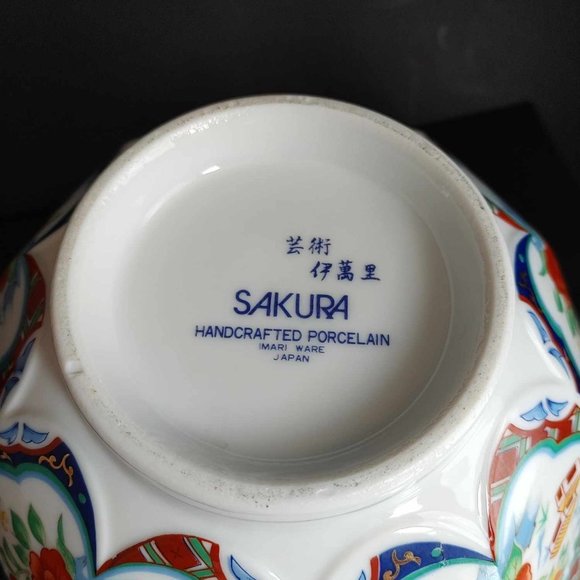 芸術
伊萬里
SAKURA
HANDCRAFTED PORCELAIN
IMARI WARE
JAPAN